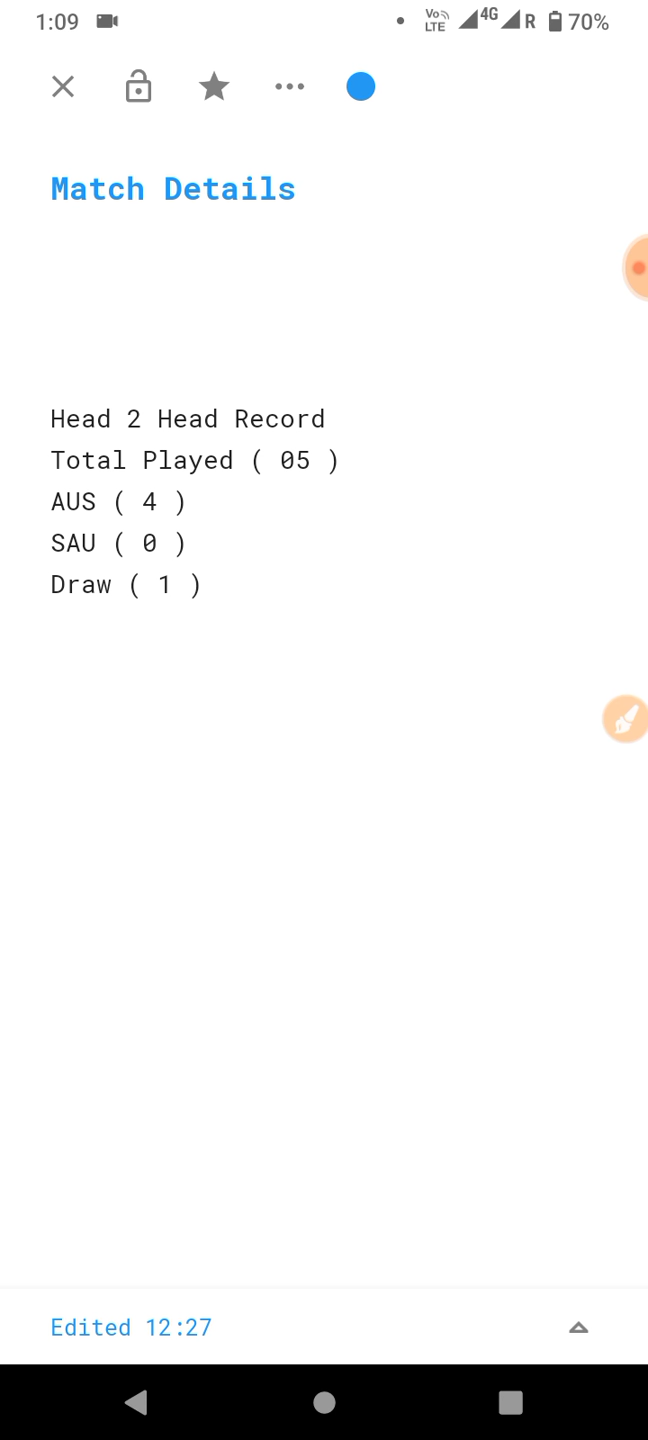 1:09 Vo LTE 4G R 70%
Match Details
Head 2 Head Record
Total Played ( 05 )
AUS ( 4 )
SAU ( 0 )
Draw ( 1 )
Edited 12:27